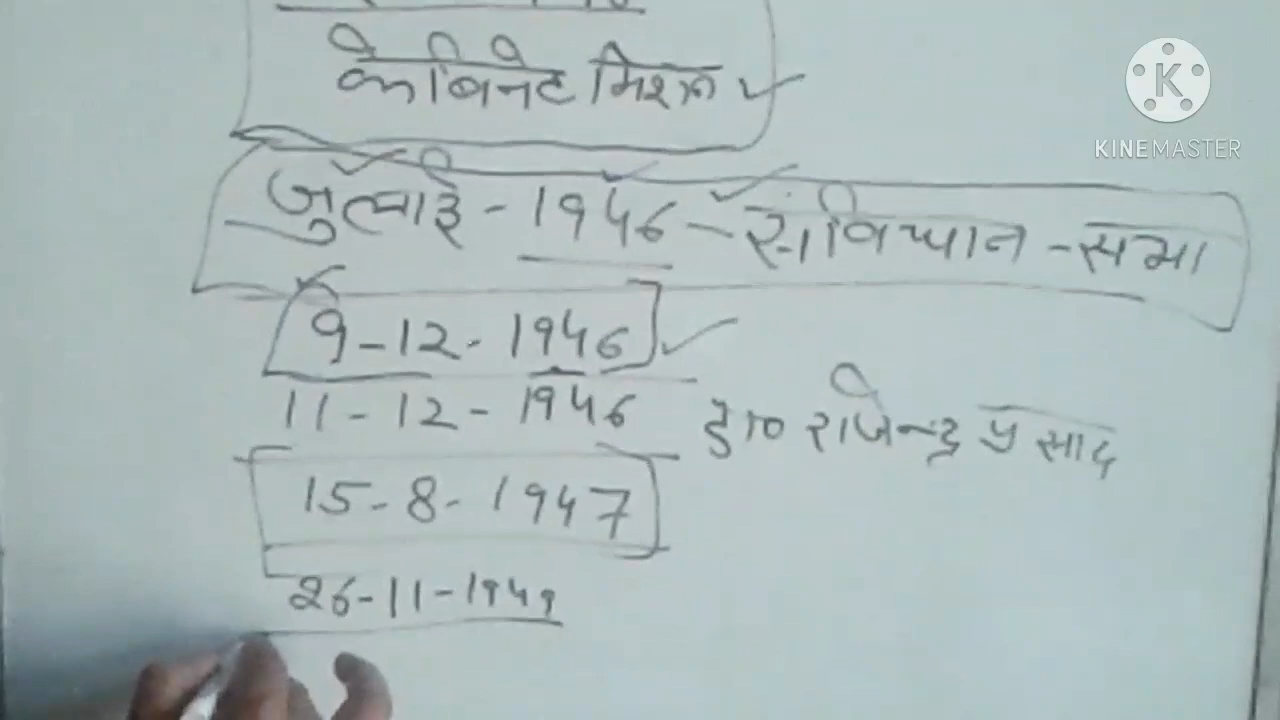 केबिनेट मिशन
K
KINEMASTER
जुलाई - 1946 - संविधान - सभा
9-12-1946
11-12-1946 डा० राजेन्द्र प्रसाद
15-8-1947
26-11-1949